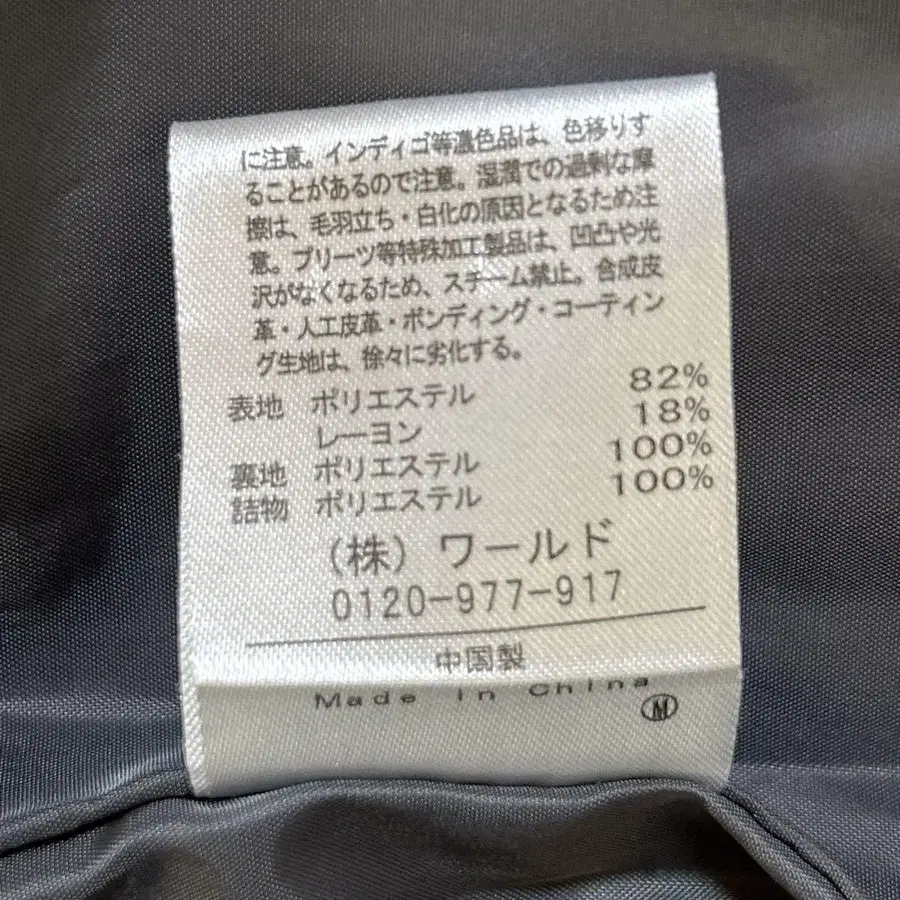 に注意。インディゴ等濃色品は、色移りす
ることがあるので注意。湿潤での過剰な摩
擦は、毛羽立ち・白化の原因となるため注
意。プリーツ等特殊加工製品は、凹凸や光
沢がなくなるため、スチーム禁止。合成皮
革・人工皮革・ボンディング・コーティン
グ生地は、徐々に劣化する。
表地 ポリエステル 82%
レーヨン 18%
裏地 ポリエステル 100%
詰物 ポリエステル 100%
(株) ワールド
0120-977-917
中国製
Made in China
M